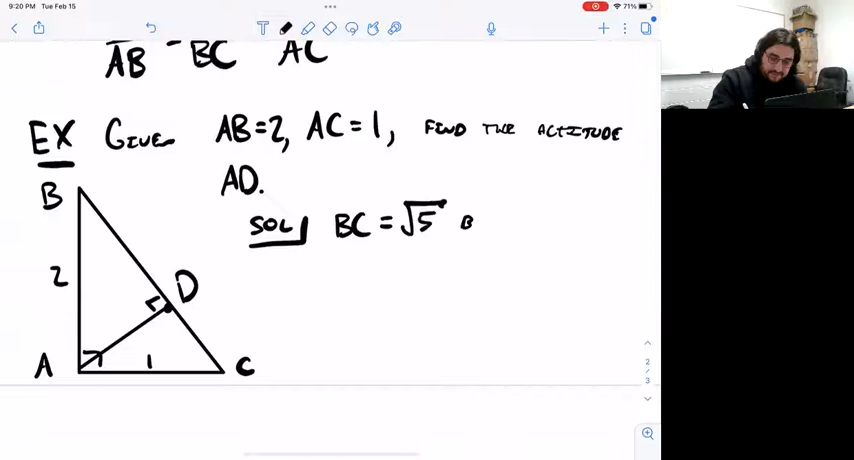 9:20 PM Tue Feb 15
71%
AB BC AC
EX GIVEN AB=2, AC=1, FIND THE ALTITUDE
AD.
SOL BC = √5 B
B
2
D
A
1
C
2
/
3